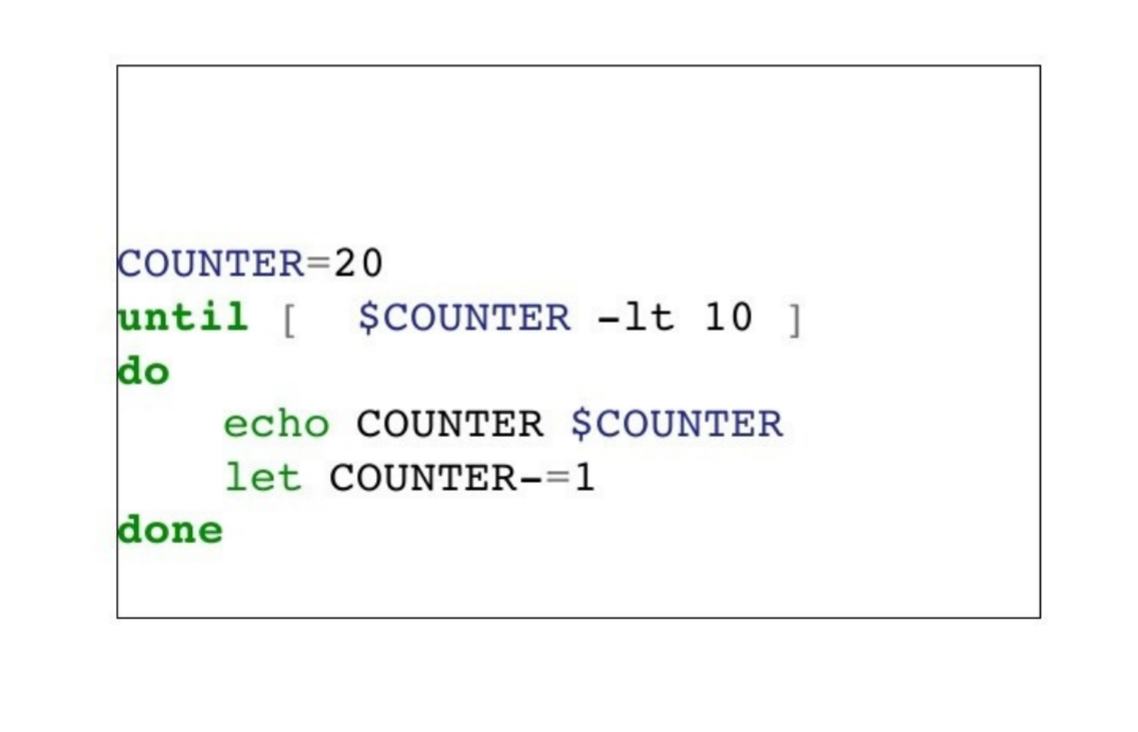 COUNTER=20
until [  $COUNTER -lt 10 ]
do
    echo COUNTER $COUNTER
    let COUNTER-=1
done